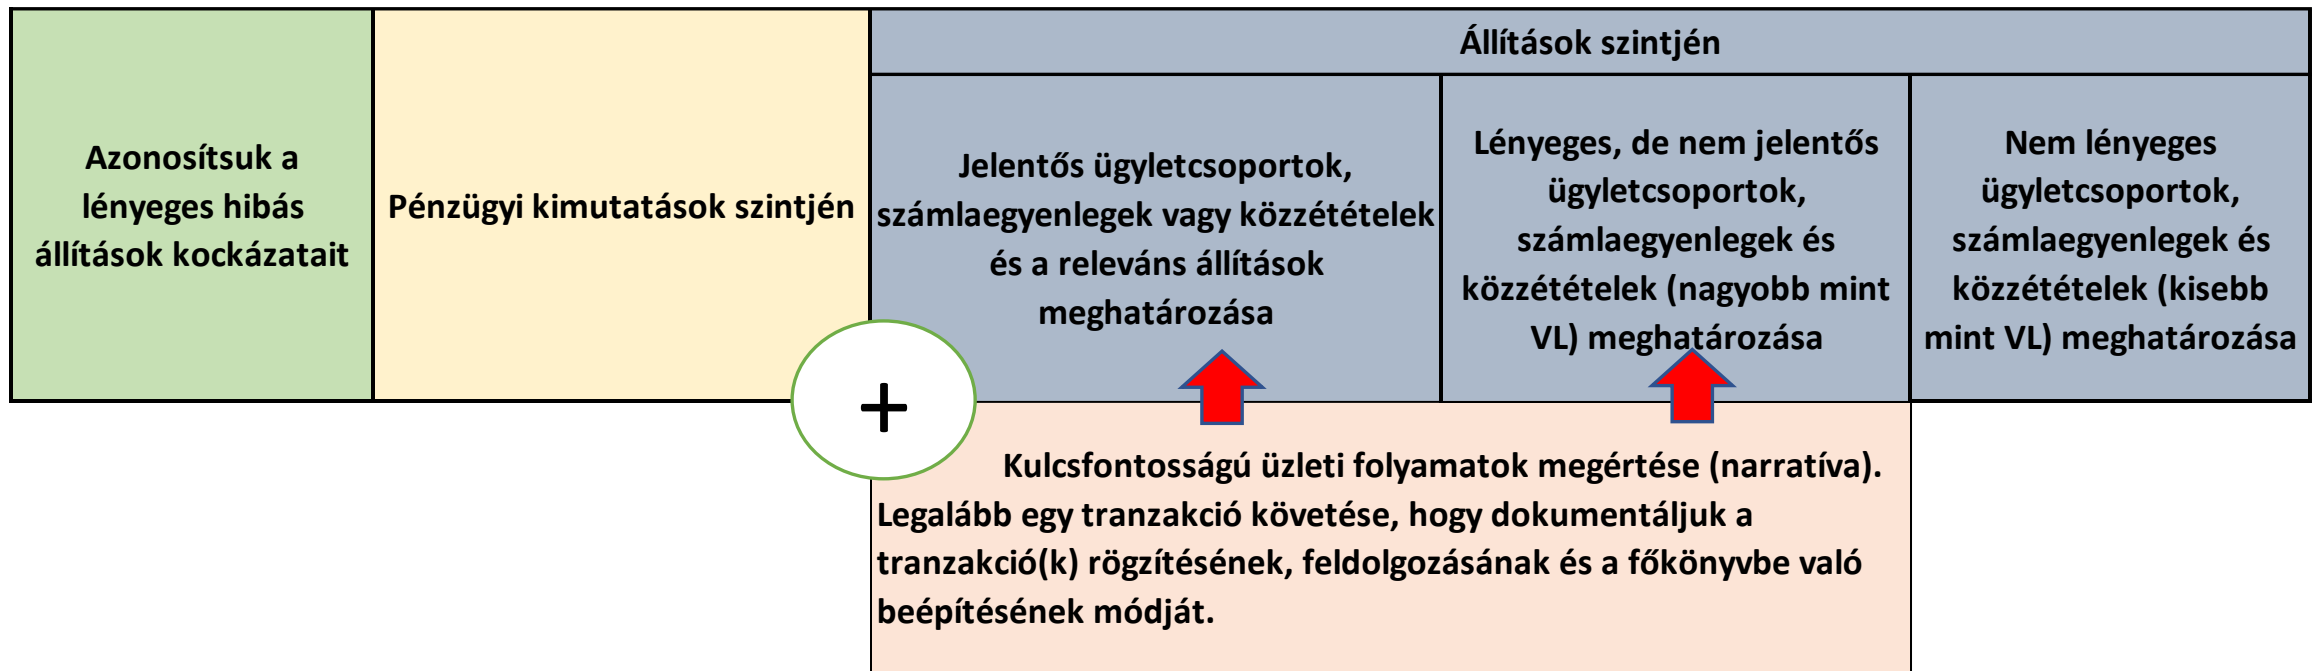 Azonosítsuk a
lényeges hibás
állítások kockázatait
Pénzügyi kimutatások szintjén
Állítások szintjén
Jelentős ügyletcsoportok,
számlaegyenlegek vagy közzétételek
és a releváns állítások
meghatározása
Lényeges, de nem jelentős
ügyletcsoportok,
számlaegyenlegek és
közzétételek (nagyobb mint
VL) meghatározása
Nem lényeges
ügyletcsoportok,
számlaegyenlegek és
közzétételek (kisebb
mint VL) meghatározása
+
Kulcsfontosságú üzleti folyamatok megértése (narratíva).
Legalább egy tranzakció követése, hogy dokumentáljuk a
tranzakció(k) rögzítésének, feldolgozásának és a főkönyvbe való
beépítésének módját.